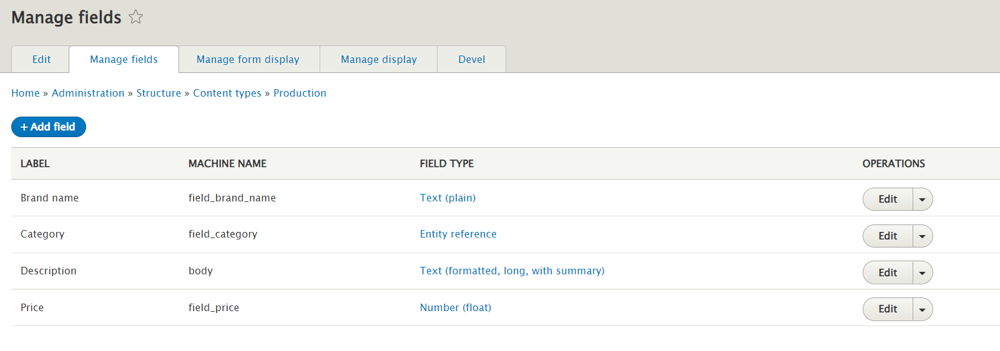 Manage fields
Edit Manage fields Manage form display Manage display Devel
Home » Administration » Structure » Content types » Production
+ Add field
LABEL MACHINE NAME FIELD TYPE OPERATIONS
Brand name field_brand_name Text (plain) Edit
Category field_category Entity reference Edit
Description body Text (formatted, long, with summary) Edit
Price field_price Number (float) Edit